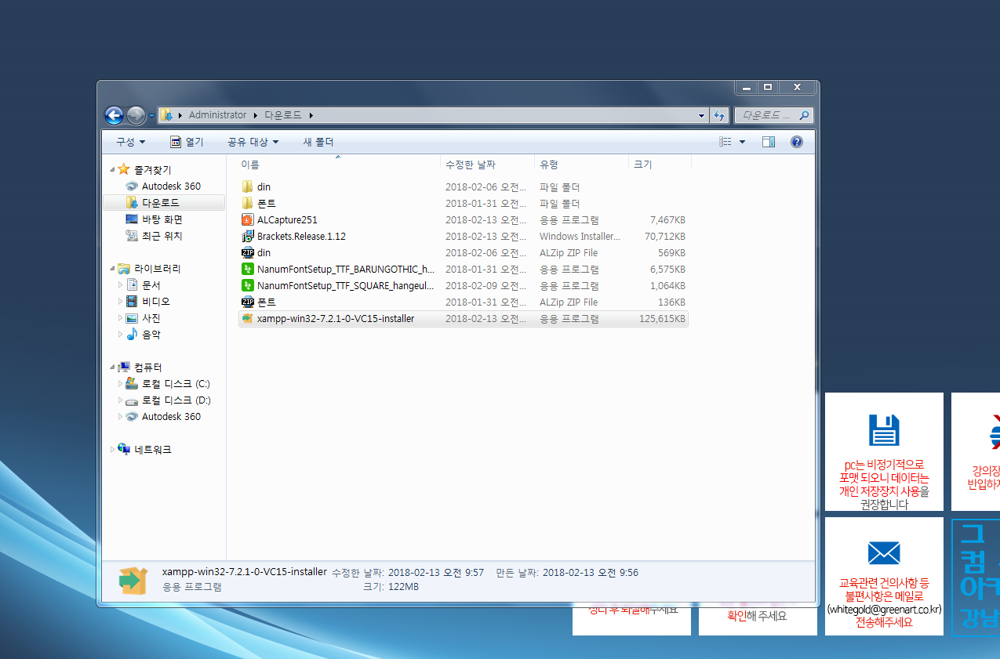 Administrator
다운로드
다운로드 ...
구성
열기
공유 대상
새 폴더
즐겨찾기
Autodesk 360
다운로드
바탕 화면
최근 위치
라이브러리
문서
비디오
사진
음악
컴퓨터
로컬 디스크 (C:)
로컬 디스크 (D:)
Autodesk 360
네트워크
이름 수정한 날짜 유형 크기
din 2018-02-06 오전... 파일 폴더
폰트 2018-01-31 오전... 파일 폴더
ALCapture251 2018-02-13 오전... 응용 프로그램 7,467KB
Brackets.Release.1.12 2018-02-13 오전... Windows Installer... 70,712KB
ZIP din 2018-02-06 오전... ALZip ZIP File 569KB
NanumFontSetup_TTF_BARUNGOTHIC_h... 2018-01-31 오전... 응용 프로그램 6,575KB
NanumFontSetup_TTF_SQUARE_hangeul... 2018-02-09 오전... 응용 프로그램 1,064KB
ZIP 폰트 2018-01-31 오전... ALZip ZIP File 136KB
xampp-win32-7.2.1-0-VC15-installer 2018-02-13 오전... 응용 프로그램 125,615KB
xampp-win32-7.2.1-0-VC15-installer 수정한 날짜: 2018-02-13 오전 9:57 만든 날짜: 2018-02-13 오전 9:56
응용 프로그램 크기: 122MB
pc는 비정기적으로
포맷 되오니 데이터는
개인 저장장치 사용을
권장합니다
강의장
반입하지
교육관련 건의사항 등
불편사항은 메일로
(whitegold@greenart.co.kr)
전송해주세요
정리 후 퇴실해주세요
확인해 주세요
그
컴
아카
강남